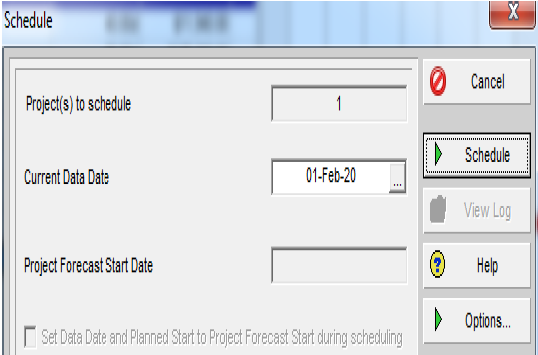 Schedule
X
Cancel
Project(s) to schedule
1
Schedule
Current Data Date
01-Feb-20
...
View Log
Project Forecast Start Date
?
Help
Options...
Set Data Date and Planned Start to Project Forecast Start during scheduling